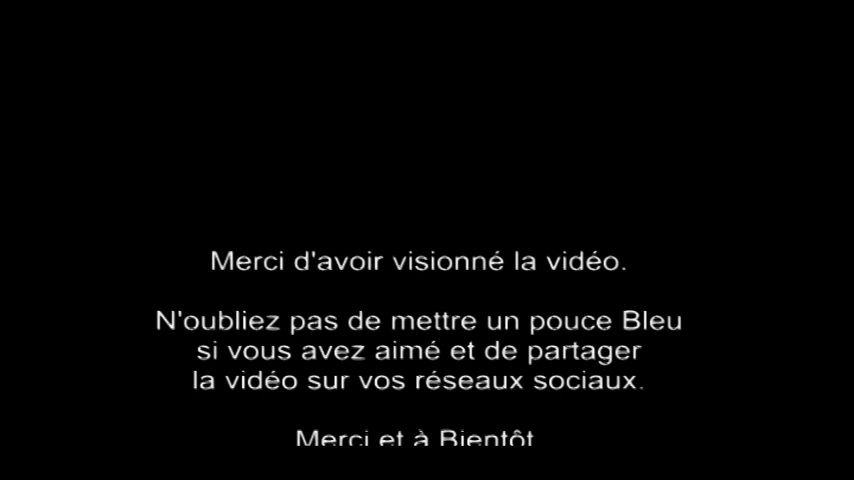 Merci d'avoir visionné la vidéo.
N'oubliez pas de mettre un pouce Bleu
si vous avez aimé et de partager
la vidéo sur vos réseaux sociaux.
Merci et à Bientôt